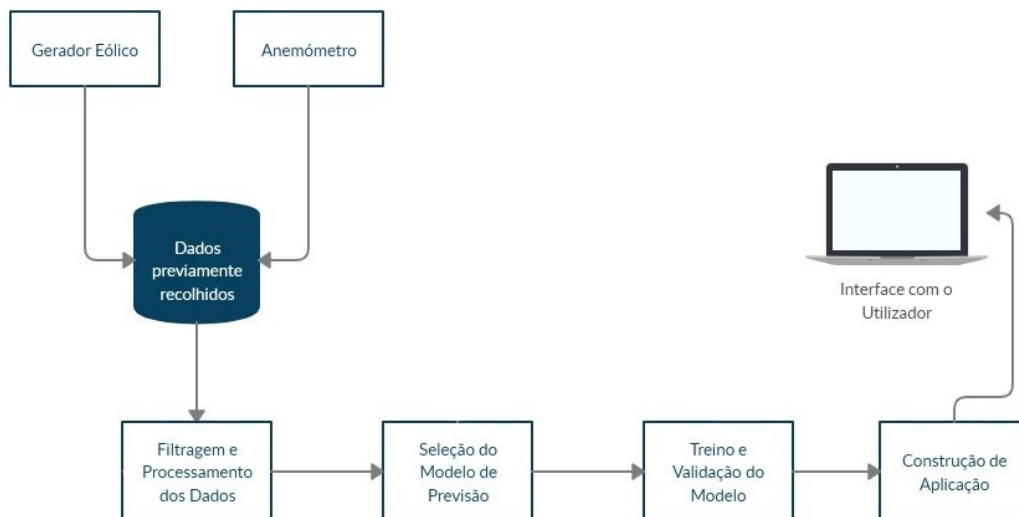 Gerador Eólico
Anemómetro
Dados
previamente
recolhidos
Interface com o
Utilizador
Filtragem e
Processamento
dos Dados
Seleção do
Modelo de
Previsão
Treino e
Validação do
Modelo
Construção de
Aplicação